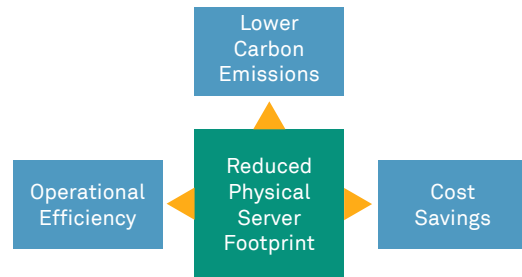 Lower
Carbon
Emissions
Operational
Efficiency
Reduced
Physical
Server
Footprint
Cost
Savings